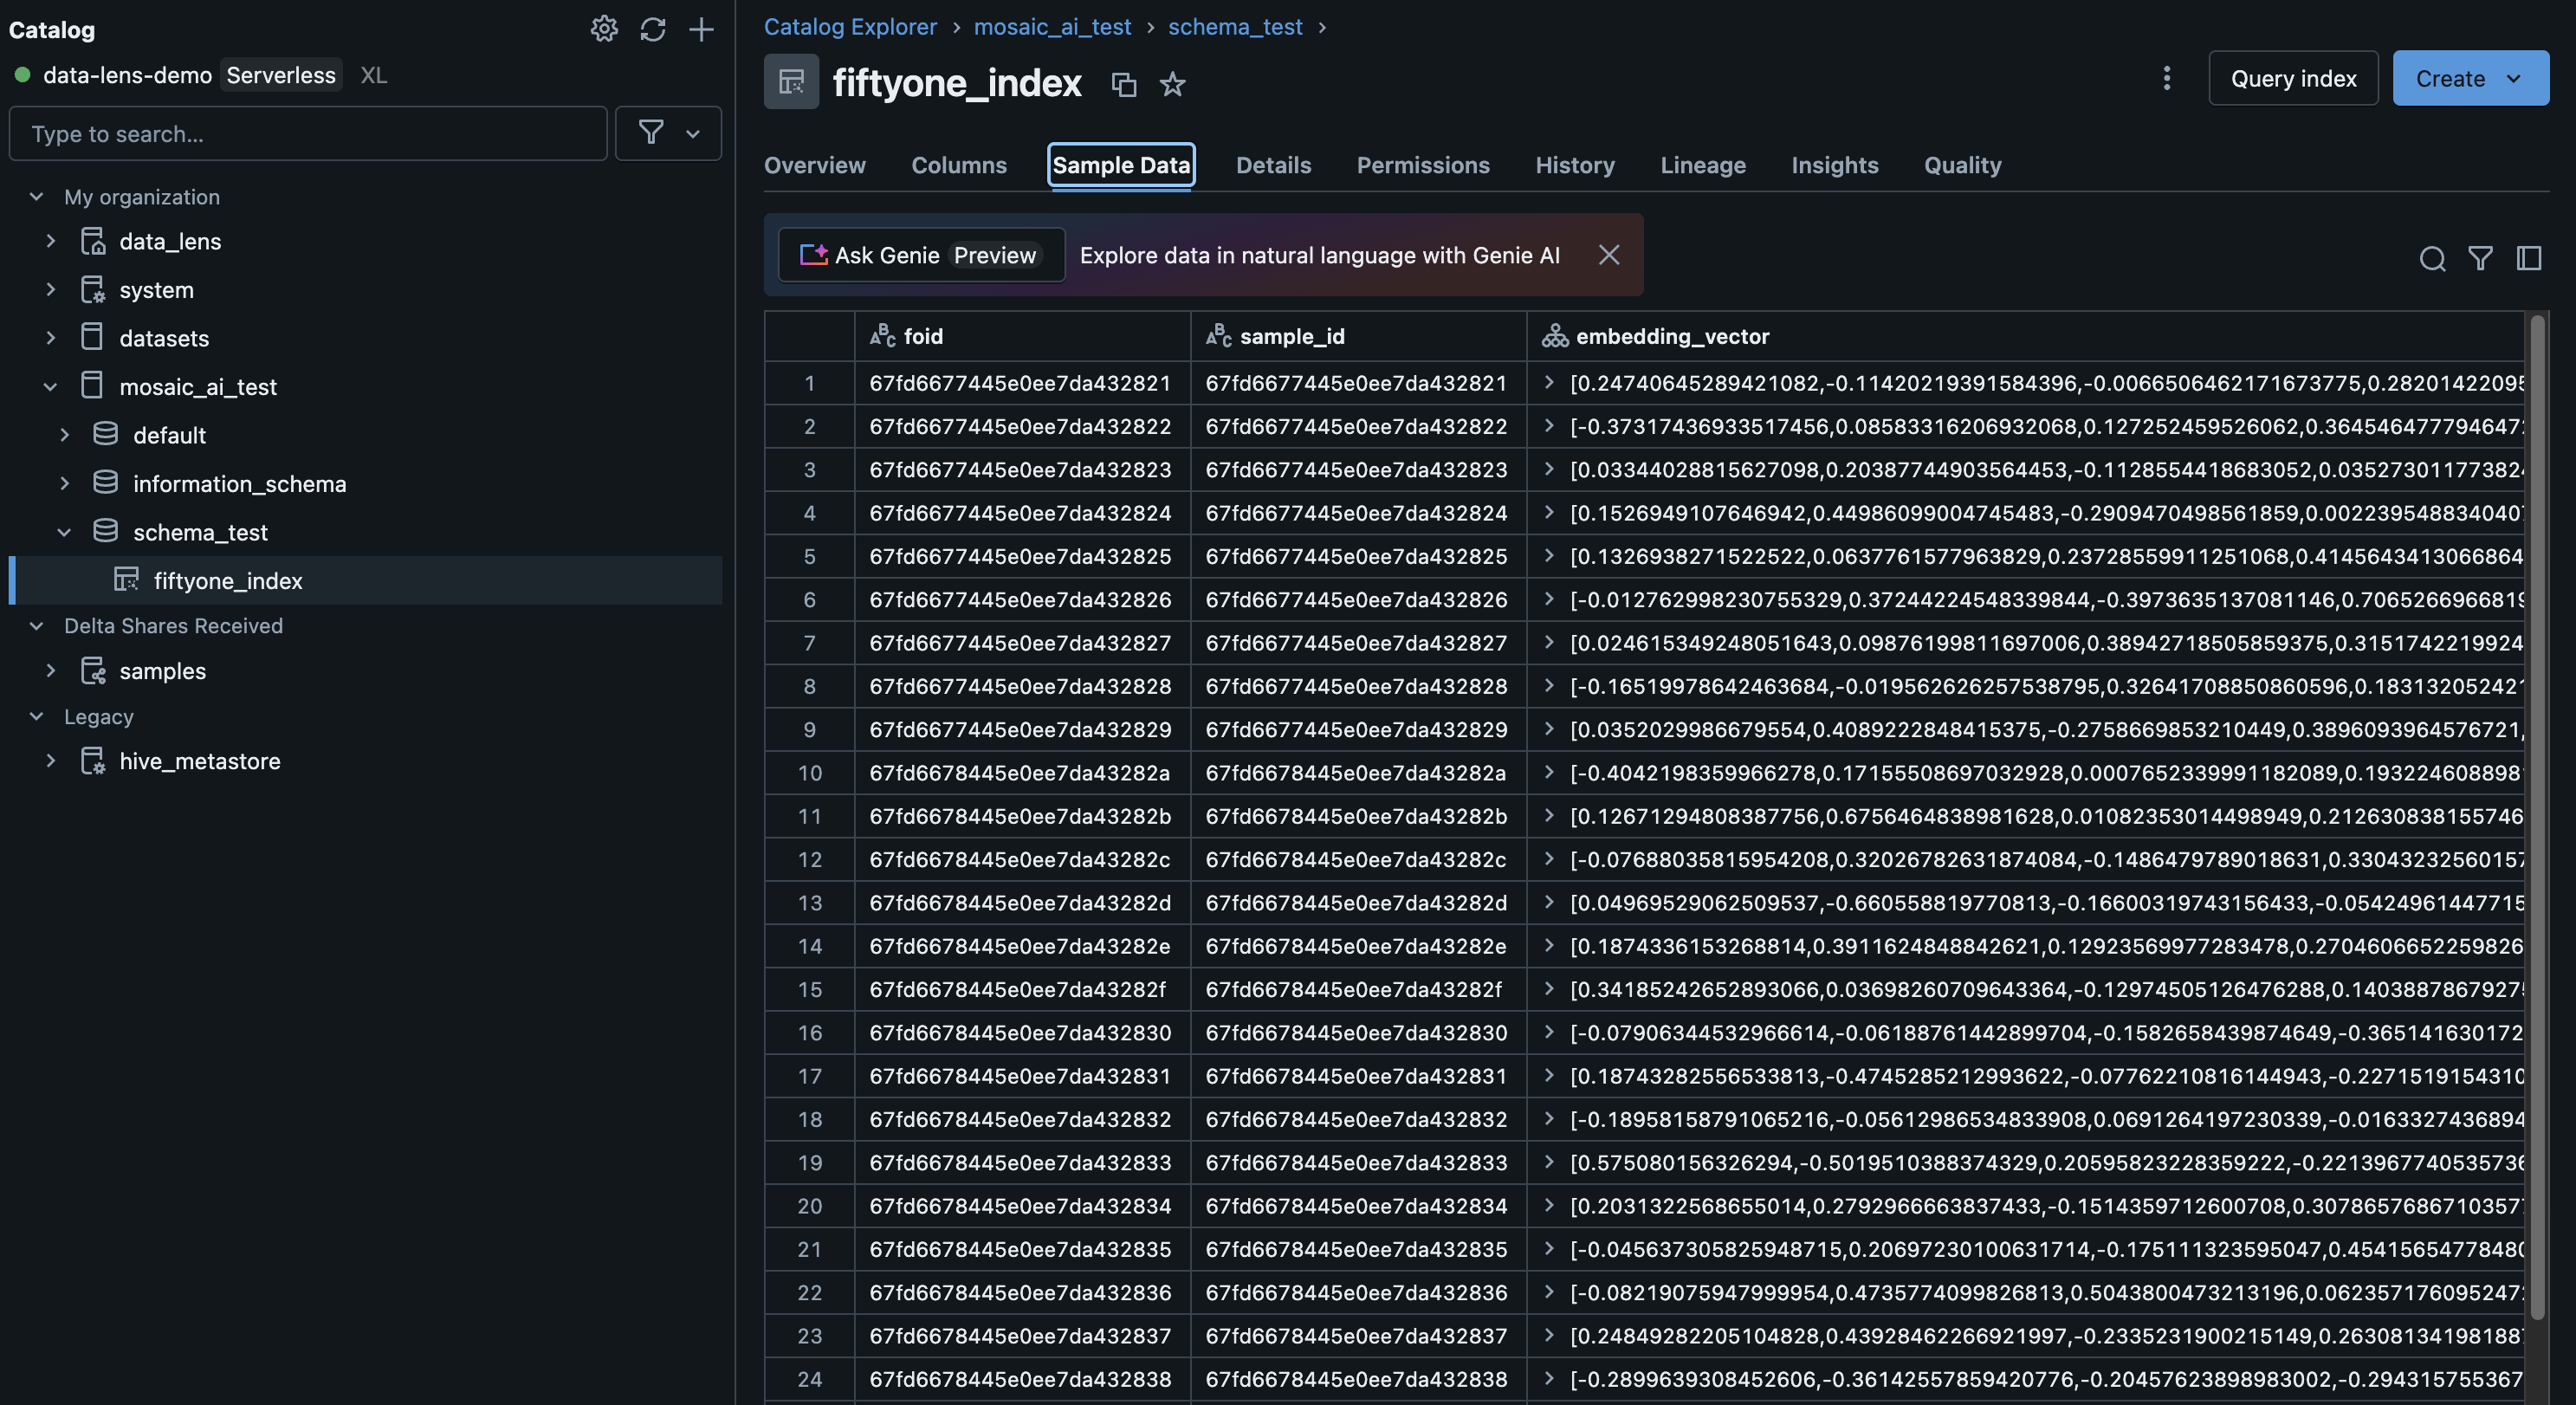 Catalog
data-lens-demo Serverless XL
Type to search...
My organization
data_lens
system
datasets
mosaic_ai_test
default
information_schema
schema_test
fiftyone_index
Delta Shares Received
samples
Legacy
hive_metastore
Catalog Explorer > mosaic_ai_test > schema_test >
fiftyone_index
Query index
Create
Overview Columns Sample Data Details Permissions History Lineage Insights Quality
Ask Genie Preview Explore data in natural language with Genie AI
foid sample_id embedding_vector
1 67fd6677445e0ee7da432821 67fd6677445e0ee7da432821 [0.24740645289421082,-0.11420219391584396,-0.0066506462171673775,0.2820142209
2 67fd6677445e0ee7da432822 67fd6677445e0ee7da432822 [-0.37317436933517456,0.08583316206932068,0.127252459526062,0.364546477794647
3 67fd6677445e0ee7da432823 67fd6677445e0ee7da432823 [0.03344028815627098,0.20387744903564453,-0.1128554418683052,0.03527301177382
4 67fd6677445e0ee7da432824 67fd6677445e0ee7da432824 [0.1526949107646942,0.44986099004745483,-0.2909470498561859,0.00223954883404
5 67fd6677445e0ee7da432825 67fd6677445e0ee7da432825 [0.1326938271522522,0.0637761577963829,0.23728559911251068,0.414564341306686​4
6 67fd6677445e0ee7da432826 67fd6677445e0ee7da432826 [-0.012762998230755329,0.37244224548339844,-0.3973635137081146,0.706526696681
7 67fd6677445e0ee7da432827 67fd6677445e0ee7da432827 [0.024615349248051643,0.09876199811697006,0.38942718505859375,0.3151742219924
8 67fd6677445e0ee7da432828 67fd6677445e0ee7da432828 [-0.16519978642463684,-0.019562626257538795,0.32641708850860596,0.18313205242
9 67fd6677445e0ee7da432829 67fd6677445e0ee7da432829 [0.0352029986679554,0.4089222848415375,-0.2758669853210449,0.3896093964576721,
10 67fd6678445e0ee7da43282a 67fd6678445e0ee7da43282a [-0.4042198359966278,0.17155508697032928,0.0007652339991182089,0.19322460889​8
11 67fd6678445e0ee7da43282b 67fd6678445e0ee7da43282b [0.12671294808387756,0.6756464838981628,0.01082353014498949,0.212630838155746
12 67fd6678445e0ee7da43282c 67fd6678445e0ee7da43282c [-0.07688035815954208,0.32026782631874084,-0.1486479789018631,0.33043232560157
13 67fd6678445e0ee7da43282d 67fd6678445e0ee7da43282d [0.04969529062509537,-0.660558819770813,-0.16600319743156433,-0.054249614477​15
14 67fd6678445e0ee7da43282e 67fd6678445e0ee7da43282e [0.1874336153268814,0.3911624848842621,0.12923569977283478,0.2704606652259826
15 67fd6678445e0ee7da43282f 67fd6678445e0ee7da43282f [0.34185242652893066,0.03698260709643364,-0.12974505126476288,0.1403887867927
16 67fd6678445e0ee7da432830 67fd6678445e0ee7da432830 [-0.07906344532966614,-0.06188761442899704,-0.1582658439874649,-0.365141630172
17 67fd6678445e0ee7da432831 67fd6678445e0ee7da432831 [0.18743282556533813,-0.4745285212993622,-0.07762210816144943,-0.227151915431​0
18 67fd6678445e0ee7da432832 67fd6678445e0ee7da432832 [-0.18958158791065216,-0.05612986534833908,0.0691264197230339,-0.01633274368​94
19 67fd6678445e0ee7da432833 67fd6678445e0ee7da432833 [0.575080156326294,-0.5019510388374329,0.20595823228359222,-0.2213967740535736
20 67fd6678445e0ee7da432834 67fd6678445e0ee7da432834 [0.2031322568655014,0.2792966663837433,-0.1514359712600708,0.307865768671035​7
21 67fd6678445e0ee7da432835 67fd6678445e0ee7da432835 [-0.045637305825948715,0.20697230100631714,-0.175111323595047,0.454156547784​80
22 67fd6678445e0ee7da432836 67fd6678445e0ee7da432836 [-0.08219075947999954,0.4735774099826813,0.5043800473213196,0.062357176095247
23 67fd6678445e0ee7da432837 67fd6678445e0ee7da432837 [0.24849282205104828,0.43928462266921997,-0.2335231900215149,0.26308134198188
24 67fd6678445e0ee7da432838 67fd6678445e0ee7da432838 [-0.2899639308452606,-0.36142557859420776,-0.20457623898983002,-0.294315755367